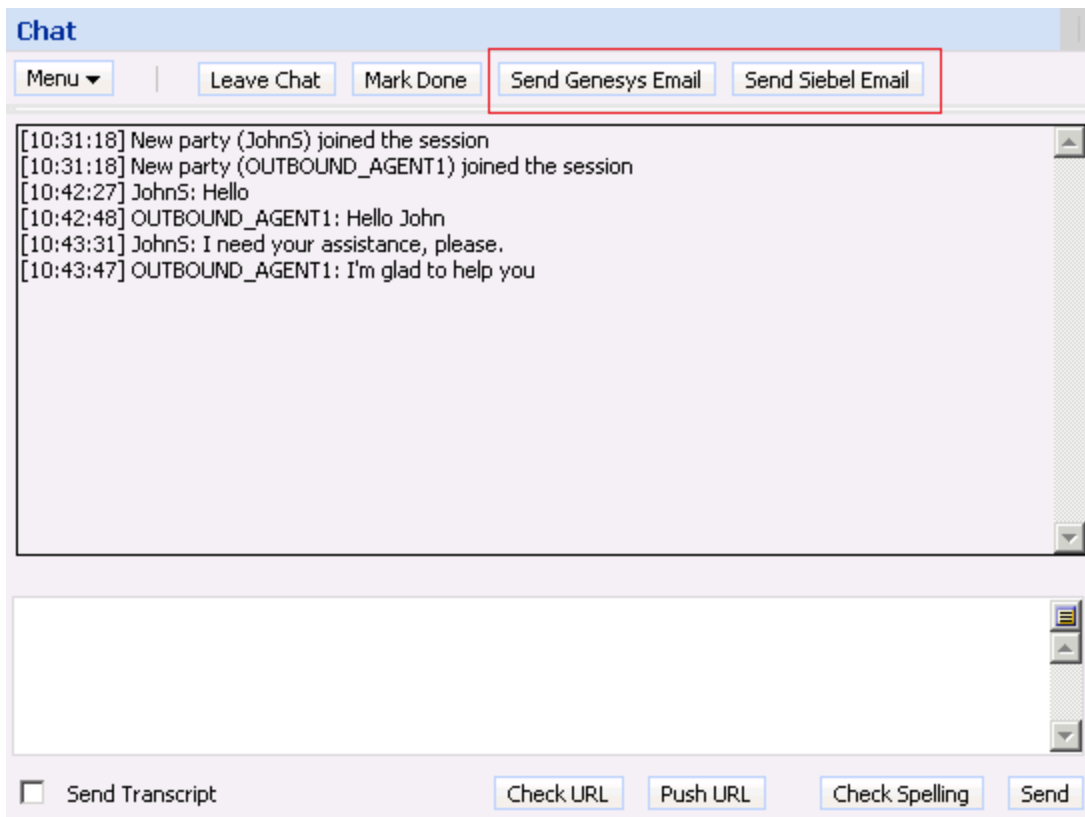 Chat
Menu Leave Chat Mark Done Send Genesys Email Send Siebel Email
[10:31:18] New party (JohnS) joined the session
[10:31:18] New party (OUTBOUND_AGENT1) joined the session
[10:42:27] JohnS: Hello
[10:42:48] OUTBOUND_AGENT1: Hello John
[10:43:31] JohnS: I need your assistance, please.
[10:43:47] OUTBOUND_AGENT1: I'm glad to help you
Send Transcript Check URL Push URL Check Spelling Send